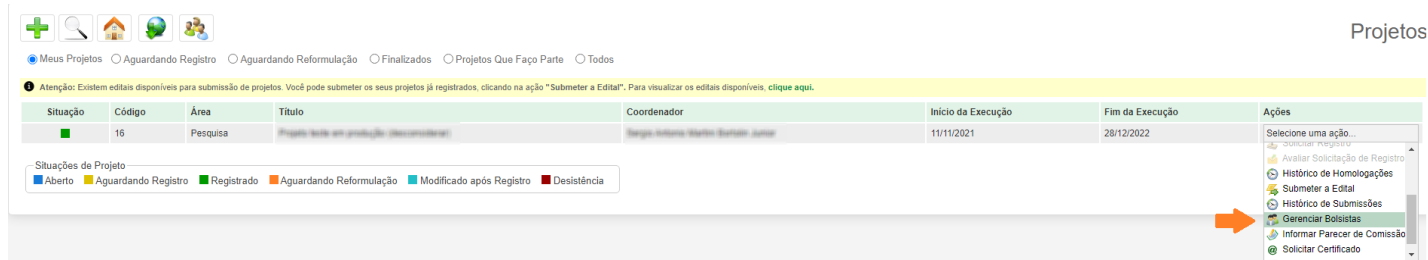 Projetos
Meus Projetos Aguardando Registro Aguardando Reformulação Finalizados Projetos Que Faço Parte Todos
Atenção: Existem editais disponíveis para submissão de projetos. Você pode submeter os seus projetos já registrados, clicando na ação "Submeter a Edital". Para visualizar os editais disponíveis, clique aqui.
Situação Código Área Título Coordenador Início da Execução Fim da Execução Ações
16 Pesquisa 11/11/2021 28/12/2022 Selecione uma ação...
Solicitar Registro
Avaliar Solicitação de Registro
Histórico de Homologações
Submeter a Edital
Histórico de Submissões
Gerenciar Bolsistas
Informar Parecer de Comissão
Solicitar Certificado
Situações de Projeto
Aberto Aguardando Registro Registrado Aguardando Reformulação Modificado após Registro Desistência